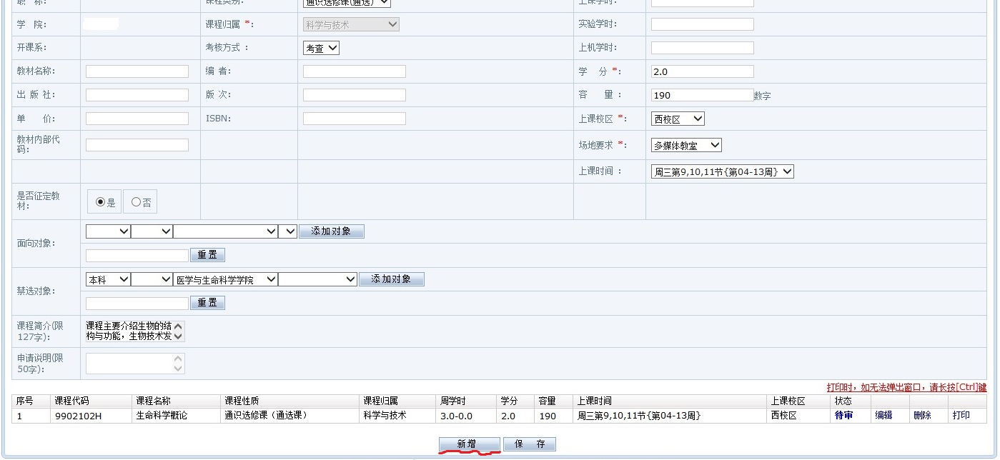 职 称: 课程类别: 通识选修课(通选) 上课学时:
学 院: 课程归属 *: 科学与技术 实验学时:
开课系: 考核方式 : 考查 上机学时:
教材名称: 编 者: 学 分 *: 2.0
出 版 社: 版 次: 容 量 : 190 数字
单 价: ISBN: 上课校区 *: 西校区
教材内部代码: 场地要求 *: 多媒体教室
上课时间 : 周三第9,10,11节{第04-13周}
是否征定教材: 是 否
面向对象: 添加对象
重置
禁选对象: 本科 医学与生命科学学院 添加对象
重置
课程简介(限127字): 课程主要介绍生物的结构与功能，生物技术发
申请说明(限50字):
打印时，如无法弹出窗口，请长按[Ctrl]键
序号 课程代码 课程名称 课程性质 课程归属 周学时 学分 容量 上课时间 上课校区 状态
1 9902102H 生命科学概论 通识选修课（通选课） 科学与技术 3.0-0.0 2.0 190 周三第9,10,11节{第04-13周} 西校区 待审 编辑 删除 打印
新增 保 存